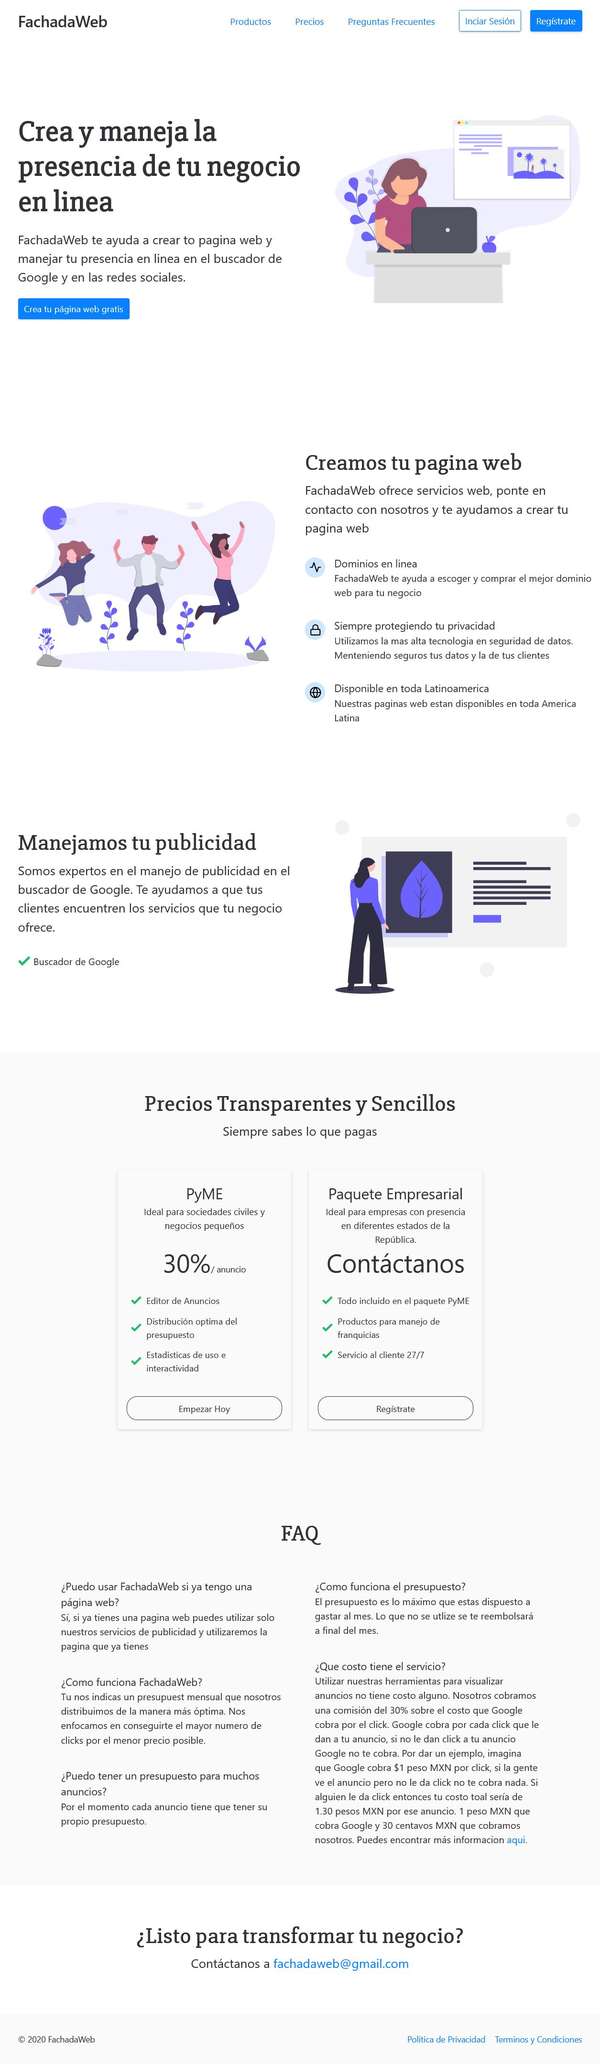 FachadaWeb
Productos
Precios
Preguntas Frecuentes
Inciar Sesión
Regístrate
Crea y maneja la
presencia de tu negocio
en linea
FachadaWeb te ayuda a crear to pagina web y
manejar tu presencia en linea en el buscador de
Google y en las redes sociales.
Crea tu página web gratis
Creamos tu pagina web
FachadaWeb ofrece servicios web, ponte en
contacto con nosotros y te ayudamos a crear tu
pagina web
Dominios en linea
FachadaWeb te ayuda a escoger y comprar el mejor dominio
web para tu negocio
Siempre protegiendo tu privacidad
Utilizamos la mas alta tecnologia en seguridad de datos.
Menteniendo seguros tus datos y la de tus clientes
Disponible en toda Latinoamerica
Nuestras paginas web estan disponibles en toda America
Latina
Manejamos tu publicidad
Somos expertos en el manejo de publicidad en el
buscador de Google. Te ayudamos a que tus
clientes encuentren los servicios que tu negocio
ofrece.
Buscador de Google
Precios Transparentes y Sencillos
Siempre sabes lo que pagas
PyME
Ideal para sociedades civiles y
negocios pequeños
30%/ anuncio
Editor de Anuncios
Distribución optima del
presupuesto
Estadisticas de uso e
interactividad
Empezar Hoy
Paquete Empresarial
Ideal para empresas con presencia
en diferentes estados de la
República.
Contáctanos
Todo incluido en el paquete PyME
Productos para manejo de
franquicias
Servicio al cliente 27/7
Regístrate
FAQ
¿Puedo usar FachadaWeb si ya tengo una
página web?
Sí, si ya tienes una pagina web puedes utilizar solo
nuestros servicios de publicidad y utilizaremos la
pagina que ya tienes
¿Como funciona FachadaWeb?
Tu nos indicas un presupuest mensual que nosotros
distribuimos de la manera más óptima. Nos
enfocamos en conseguirte el mayor numero de
clicks por el menor precio posible.
¿Puedo tener un presupuesto para muchos
anuncios?
Por el momento cada anuncio tiene que tener su
propio presupuesto.
¿Como funciona el presupuesto?
El presupuesto es lo máximo que estas dispuesto a
gastar al mes. Lo que no se utlize se te reembolsará
a final del mes.
¿Que costo tiene el servicio?
Utilizar nuestras herramientas para visualizar
anuncios no tiene costo alguno. Nosotros cobramos
una comisión del 30% sobre el costo que Google
cobra por el click. Google cobra por cada click que le
dan a tu anuncio, si no le dan click a tu anuncio
Google no te cobra. Por dar un ejemplo, imagina
que Google cobra $1 peso MXN por click, si la gente
ve el anuncio pero no le da click no te cobra nada. Si
alguien le da click entonces tu costo toal sería de
1.30 pesos MXN por ese anuncio. 1 peso MXN que
cobra Google y 30 centavos MXN que cobramos
nosotros. Puedes encontrar más informacion aqui.
¿Listo para transformar tu negocio?
Contáctanos a fachadaweb@gmail.com
© 2020 FachadaWeb
Politica de Privacidad
Terminos y Condiciones